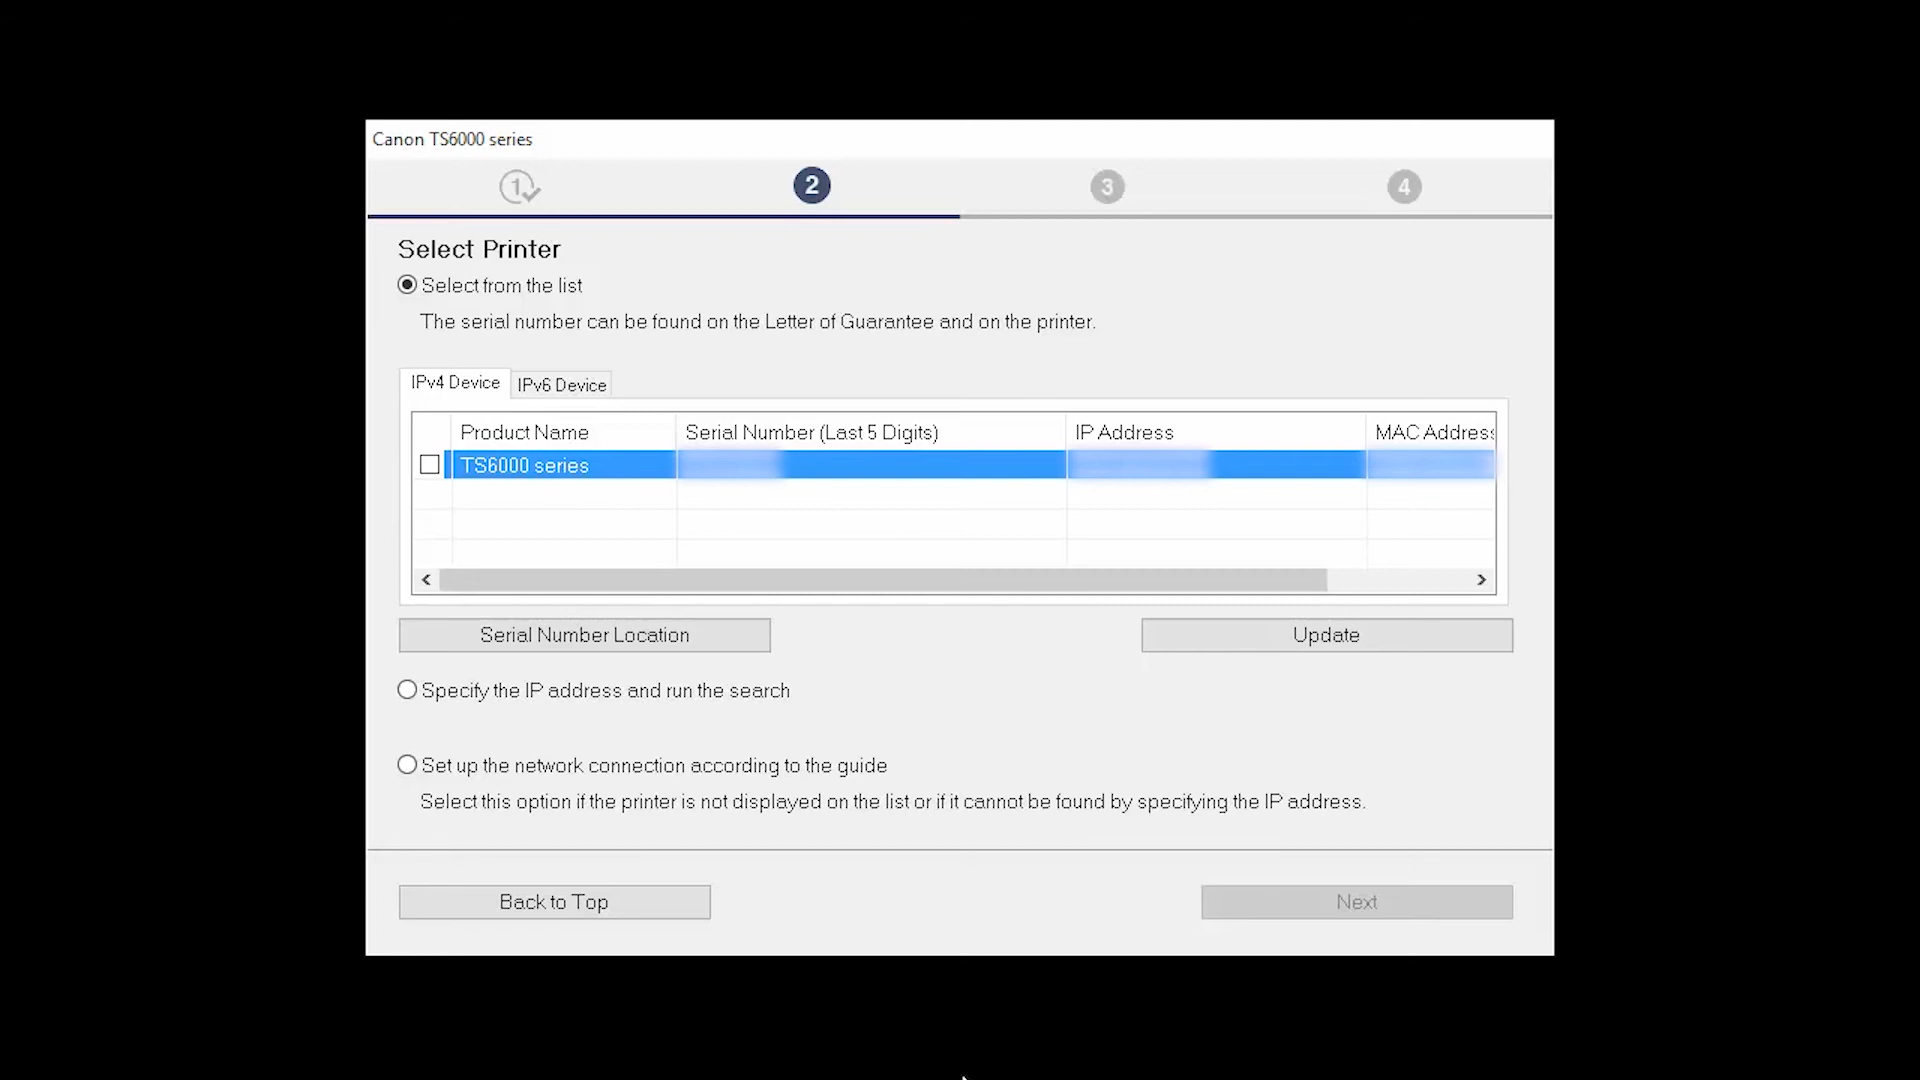 Canon TS6000 series
1 2 3 4
Select Printer
Select from the list
The serial number can be found on the Letter of Guarantee and on the printer.
IPv4 Device IPv6 Device
Product Name Serial Number (Last 5 Digits) IP Address MAC Address
TS6000 series
Serial Number Location Update
Specify the IP address and run the search
Set up the network connection according to the guide
Select this option if the printer is not displayed on the list or if it cannot be found by specifying the IP address.
Back to Top Next